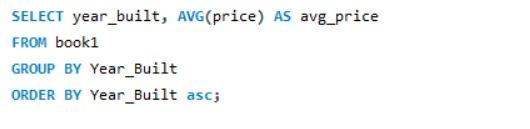 SELECT year_built, AVG(price) AS avg_price
FROM book1
GROUP BY Year_Built
ORDER BY Year_Built asc;